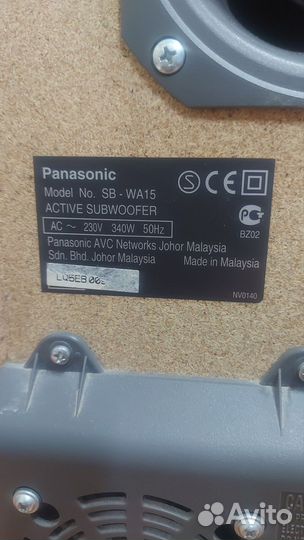 Panasonic
Model No. SB - WA15
ACTIVE SUBWOOFER
AC ~ 230V 340W 50Hz
BZ02
Panasonic AVC Networks Johor Malaysia
Sdn. Bhd. Johor Malaysia Made in Malaysia
NV0140
Avito